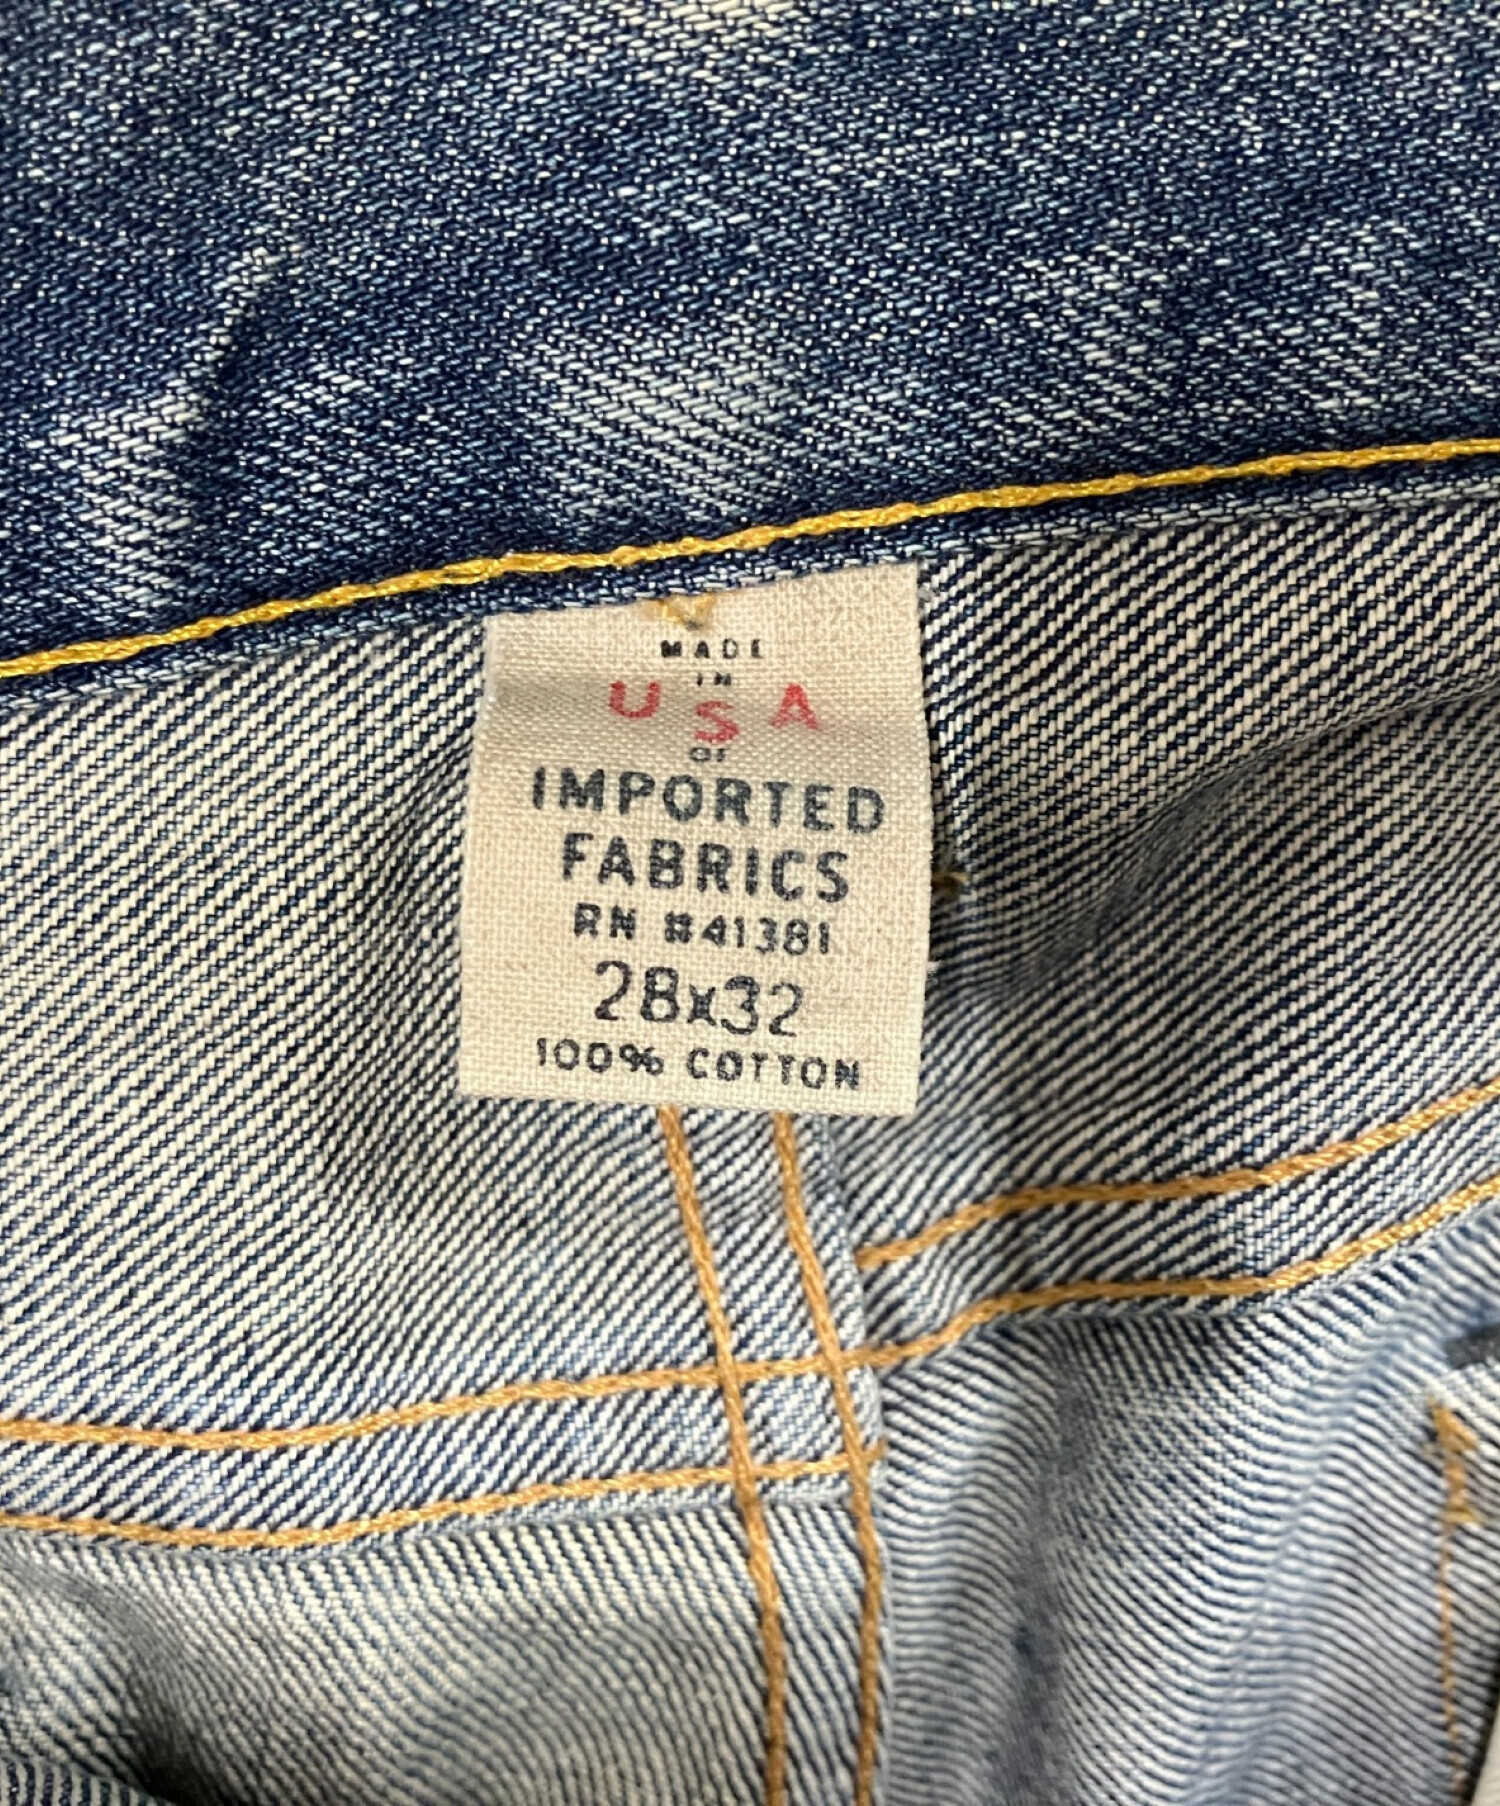 MADE
IN
USA
OF
IMPORTED
FABRICS
RN #41381
28x32
100% COTTON